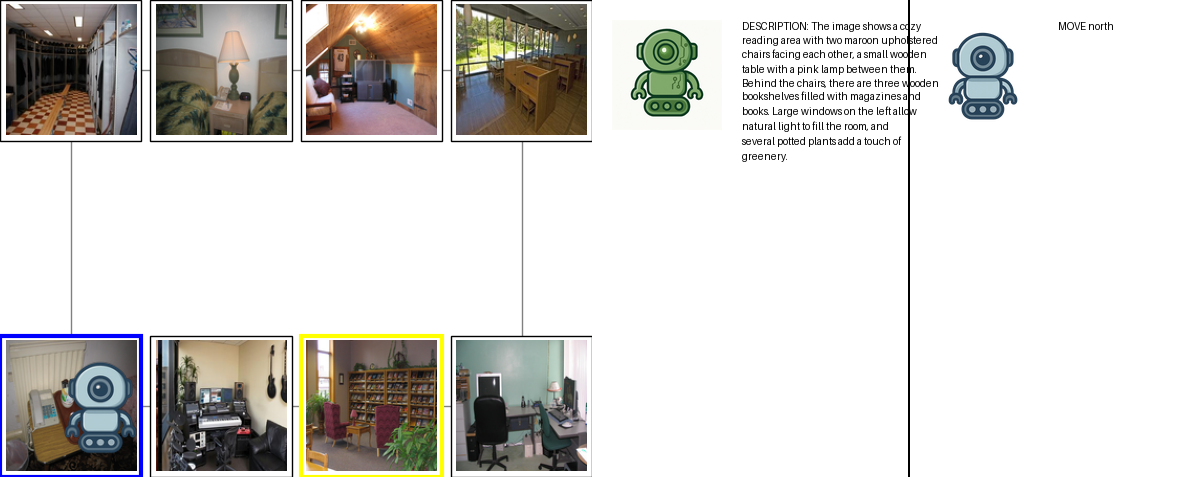 DESCRIPTION: The image shows a cozy
reading area with two maroon upholstered
chairs facing each other, a small wooden
table with a pink lamp between them.
Behind the chairs, there are three wooden
bookshelves filled with magazines and
books. Large windows on the left allow
natural light to fill the room, and
several potted plants add a touch of
greenery.
MOVE north